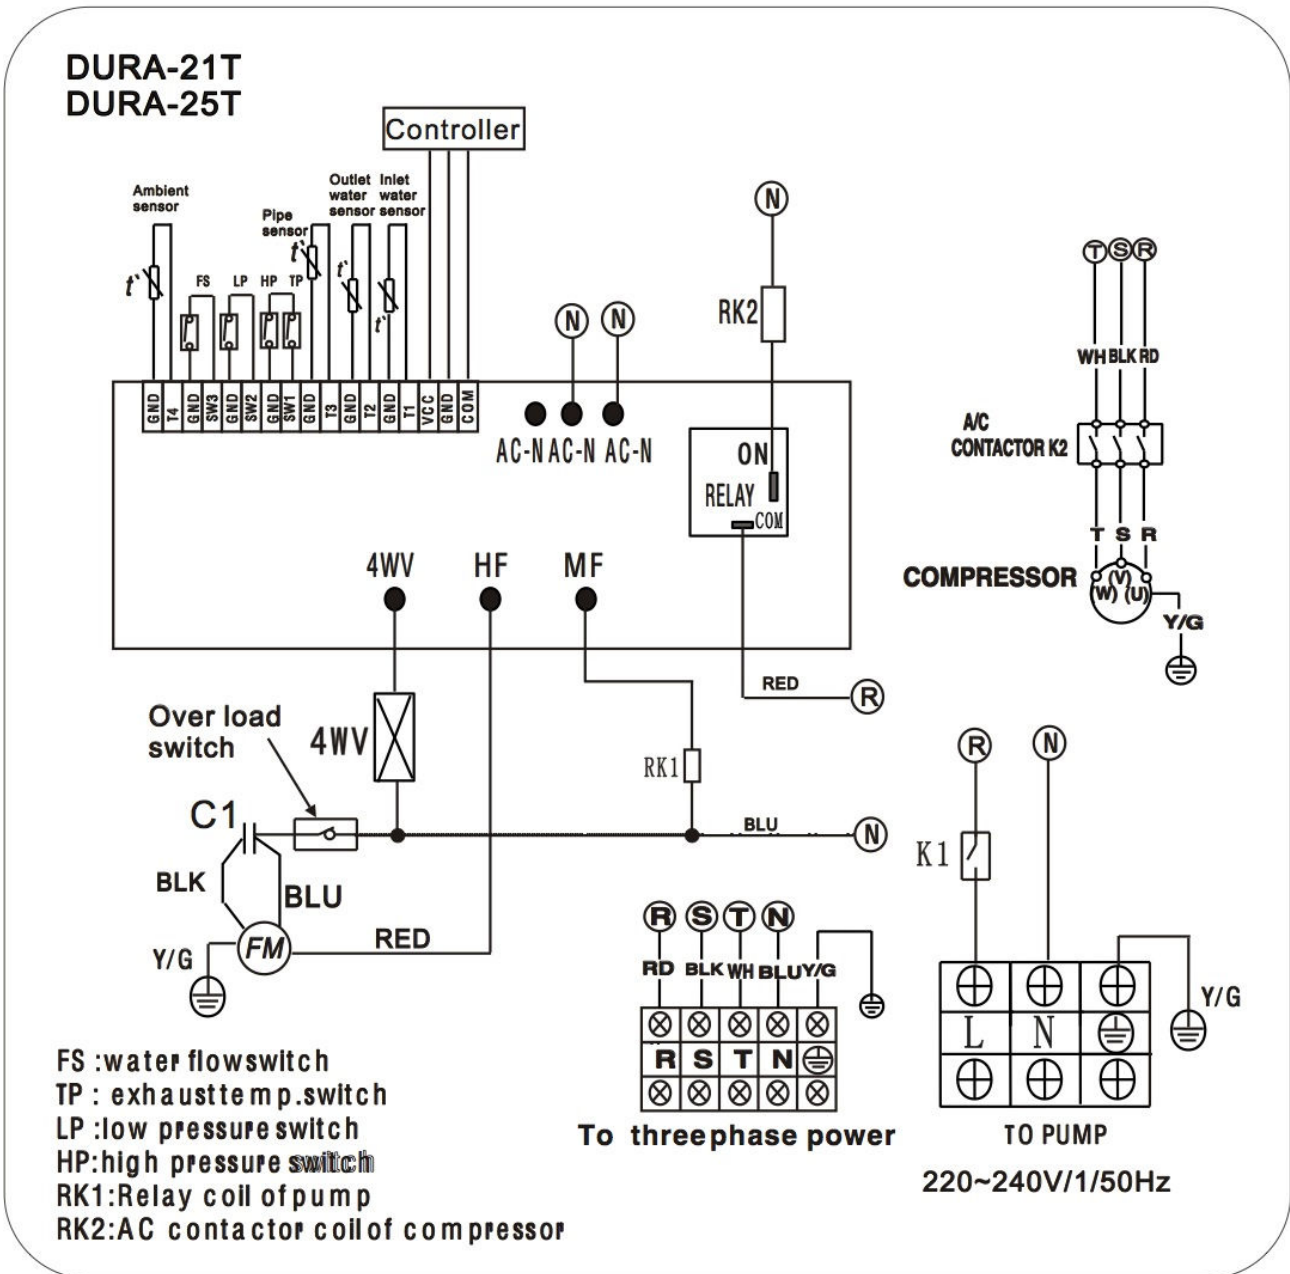 DURA-21T
DURA-25T
Controller
Ambient
sensor
Pipe
sensor
Outlet
water
sensor
Inlet
water
sensor
t`
FS
LP
HP
TP
t`
t`
t`
GND
T4
GND
SW3
GND
SW2
GND
SW1
GND
T3
GND
T2
GND
T1
VCC
GND
COM
N
N
N
AC-N AC-N AC-N
RK2
ON
RELAY
COM
4WV
HF
MF
RED
R
T S R
WH BLK RD
A/C
CONTACTOR K2
T S R
COMPRESSOR
(V)
(W) (U)
Y/G
Over load
switch
4WV
RK1
C1
BLU
N
BLK
BLU
FM
RED
Y/G
R
N
K1
R S T N
RD BLK WH BLU Y/G
R S T N
To three phase power
Y/G
L N
TO PUMP
220~240V/1/50Hz
FS :water flow switch
TP : exhaust temp.switch
LP :low pressure switch
HP:high pressure switch
RK1:Relay coil of pump
RK2:AC contactor coil of compressor